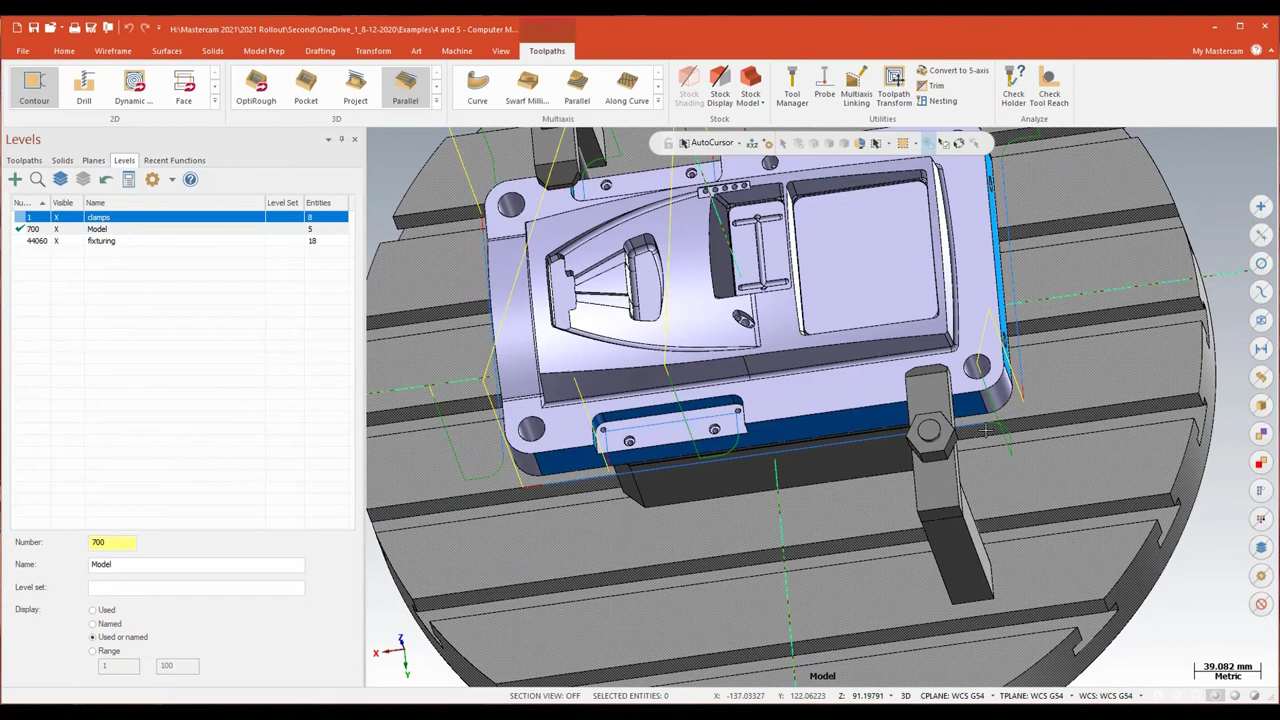 H:\Mastercam 2021\2021 Rollout\Second\OneDrive_1_8-12-2020\Examples\4 and 5 - Computer M...
File Home Wireframe Surfaces Solids Model Prep Drafting Transform Art Machine View Toolpaths My Mastercam
Contour Drill Dynamic ... Face OptiRough Pocket Project Parallel Curve Swarf Milli... Parallel Along Curve Stock Shading Stock Display Stock Model Tool Manager Probe Multiaxis Linking Toolpath Transform Convert to 5-axis Trim Nesting Check Holder Check Tool Reach
2D 3D Multiaxis Stock Utilities Analyze
Levels
AutoCursor
XYZ
Toolpaths Solids Planes Levels Recent Functions
Nu... Visible Name Level Set Entities
1 X clamps 8
700 X Model 5
44060 X fixturing 18
Number: 700
Name: Model
Level set:
Display: Used
Named
Used or named
Range
1 100
Z
X
Y
Model
39.082 mm
Metric
SECTION VIEW: OFF SELECTED ENTITIES: 0 X: -137.03327 Y: 122.06223 Z: 91.19791 3D CPLANE: WCS G54 TPLANE: WCS G54 WCS: WCS G54